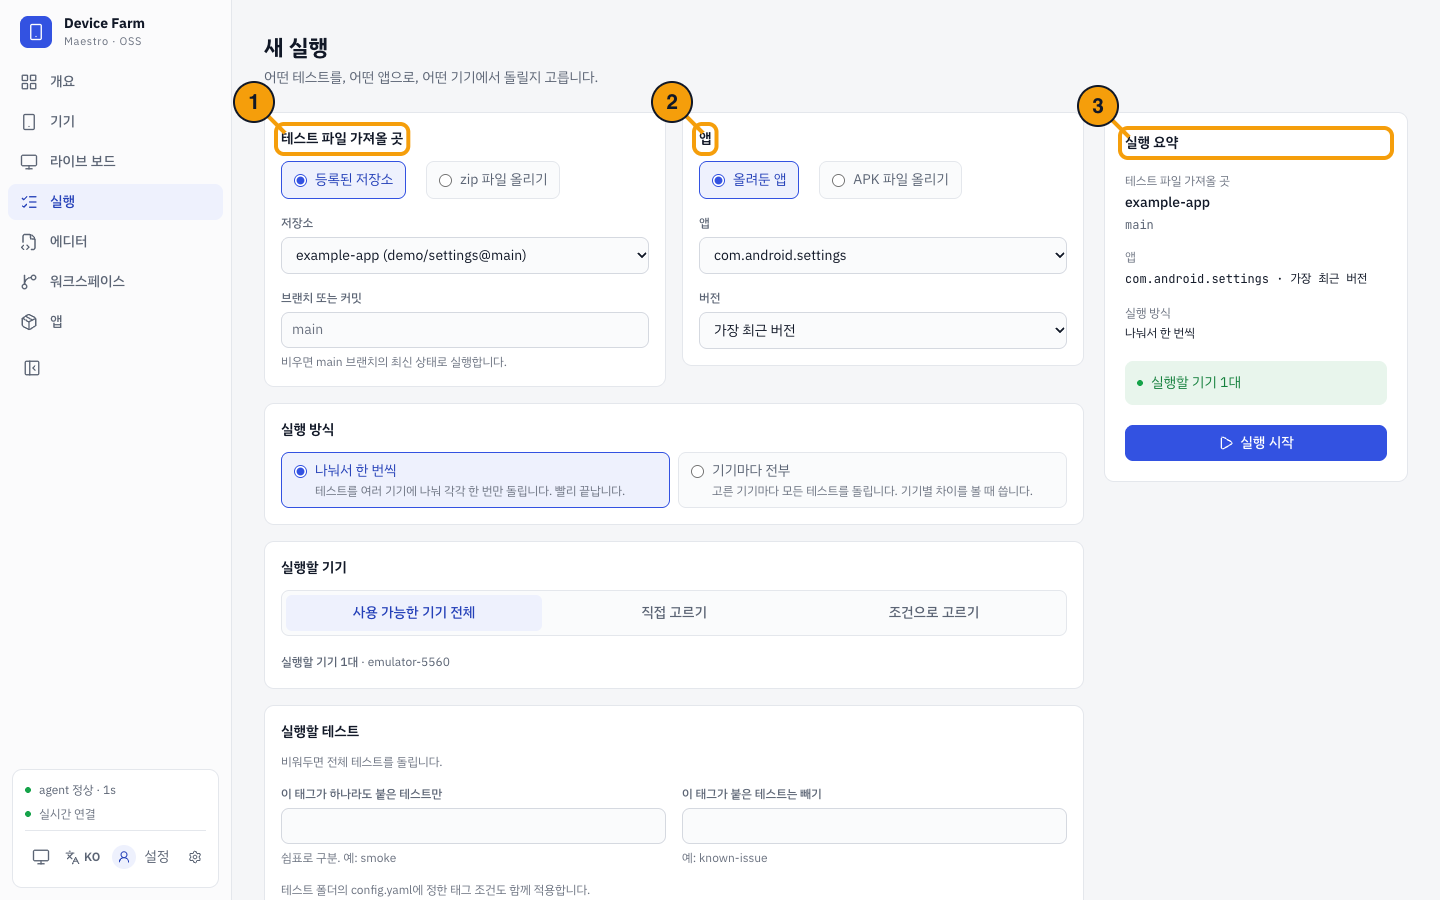 Device Farm
Maestro · OSS
개요
기기
라이브 보드
실행
에디터
워크스페이스
앱
agent 정상 · 1s
실시간 연결
KO
설정
새 실행
어떤 테스트를, 어떤 앱으로, 어떤 기기에서 돌릴지 고릅니다.
1
테스트 파일 가져올 곳
등록된 저장소
zip 파일 올리기
저장소
example-app (demo/settings@main)
브랜치 또는 커밋
main
비우면 main 브랜치의 최신 상태로 실행합니다.
2
앱
올려둔 앱
APK 파일 올리기
앱
com.android.settings
버전
가장 최근 버전
실행 방식
나눠서 한 번씩
테스트를 여러 기기에 나눠 각각 한 번만 돌립니다. 빨리 끝납니다.
기기마다 전부
고른 기기마다 모든 테스트를 돌립니다. 기기별 차이를 볼 때 씁니다.
실행할 기기
사용 가능한 기기 전체
직접 고르기
조건으로 고르기
실행할 기기 1대 · emulator-5560
실행할 테스트
비워두면 전체 테스트를 돌립니다.
이 태그가 하나라도 붙은 테스트만
쉼표로 구분. 예: smoke
이 태그가 붙은 테스트는 빼기
예: known-issue
테스트 폴더의 config.yaml에 정한 태그 조건도 함께 적용합니다.
3
실행 요약
테스트 파일 가져올 곳
example-app
main
앱
com.android.settings · 가장 최근 버전
실행 방식
나눠서 한 번씩
실행할 기기 1대
실행 시작